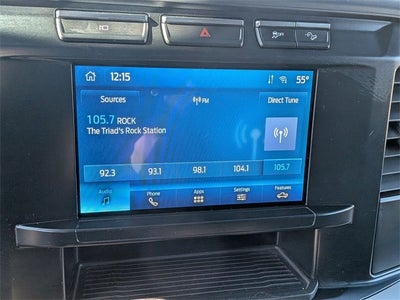 OFF
12:15
55°
Sources
FM
Direct Tune
105.7 ROCK
The Triad's Rock Station
92.3
93.1
98.1
104.1
105.7
Audio
Phone
Apps
Settings
Features